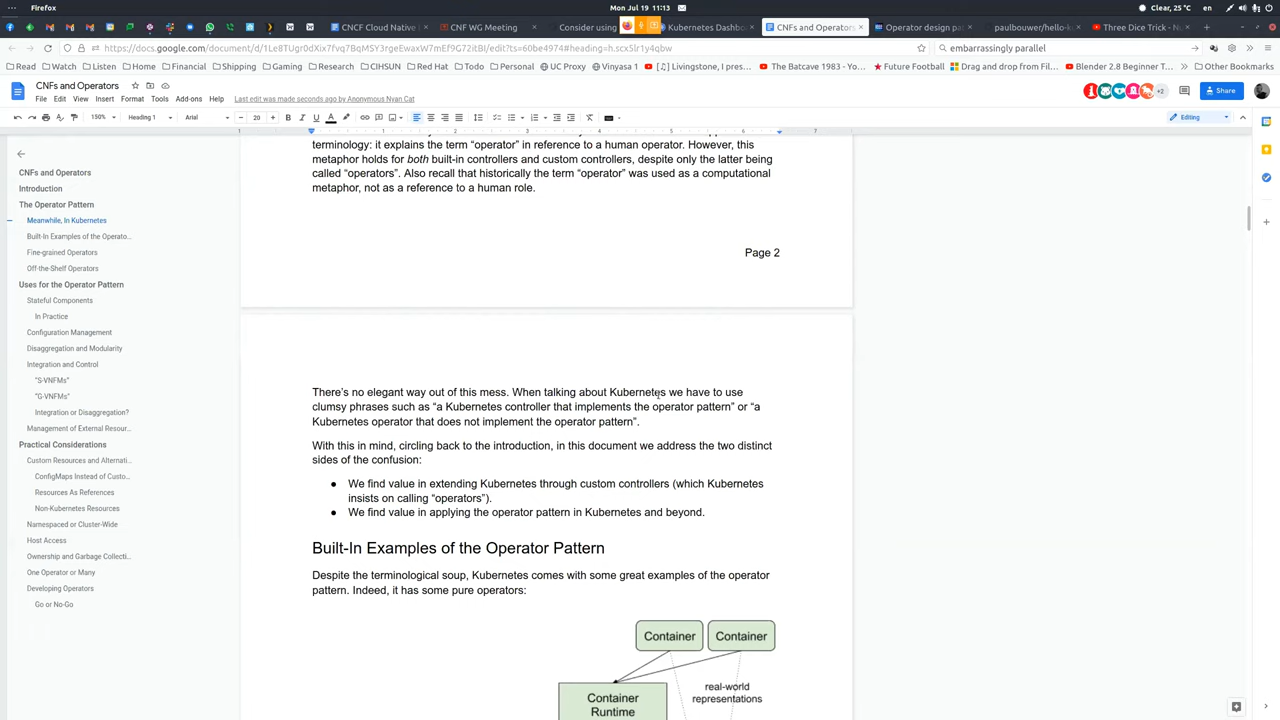 Firefox
Mon Jul 19 11:13
Clear, 25 °C
en
CNCF Cloud Native
CNF WG Meeting
Consider using
Kubernetes Dashb
CNFs and Operators
Operator design pat
paulbouwer/hello-k
Three Dice Trick - Yo
embarrassingly parallel
Read
Watch
Listen
Home
Financial
Shipping
Gaming
Research
CIHSUN
Red Hat
Todo
Personal
UC Proxy
Vinyasa 1
[♫] Livingstone, I pres…
The Batcave 1983 - Yo…
Future Football
Drag and drop from Fil…
Blender 2.8 Beginner T…
Other Bookmarks
CNFs and Operators
File Edit View Insert Format Tools Add-ons Help
Last edit was made seconds ago by Anonymous Nyan Cat
+2
Share
150%
Heading 1
Arial
20
B I U A
Editing
1 1 2 3 4 5 6 7
CNFs and Operators
Introduction
The Operator Pattern
Meanwhile, In Kubernetes
Built-In Examples of the Operato...
Fine-grained Operators
Off-the-Shelf Operators
Uses for the Operator Pattern
Stateful Components
In Practice
Configuration Management
Disaggregation and Modularity
Integration and Control
“S-VNFMs”
“G-VNFMs”
Integration or Disaggregation?
Management of External Resour...
Practical Considerations
Custom Resources and Alternati...
ConfigMaps Instead of Custo...
Resources As References
Non-Kubernetes Resources
Namespaced or Cluster-Wide
Host Access
Ownership and Garbage Collecti...
One Operator or Many
Developing Operators
Go or No-Go
terminology: it explains the term “operator” in reference to a human operator. However, this
metaphor holds for both built-in controllers and custom controllers, despite only the latter being
called “operators”. Also recall that historically the term “operator” was used as a computational
metaphor, not as a reference to a human role.
Page 2
There’s no elegant way out of this mess. When talking about Kubernetes we have to use
clumsy phrases such as “a Kubernetes controller that implements the operator pattern” or “a
Kubernetes operator that does not implement the operator pattern”.
With this in mind, circling back to the introduction, in this document we address the two distinct
sides of the confusion:
● We find value in extending Kubernetes through custom controllers (which Kubernetes
insists on calling “operators”).
● We find value in applying the operator pattern in Kubernetes and beyond.
Built-In Examples of the Operator Pattern
Despite the terminological soup, Kubernetes comes with some great examples of the operator
pattern. Indeed, it has some pure operators:
Container
Container
real-world
representations
Container
Runtime